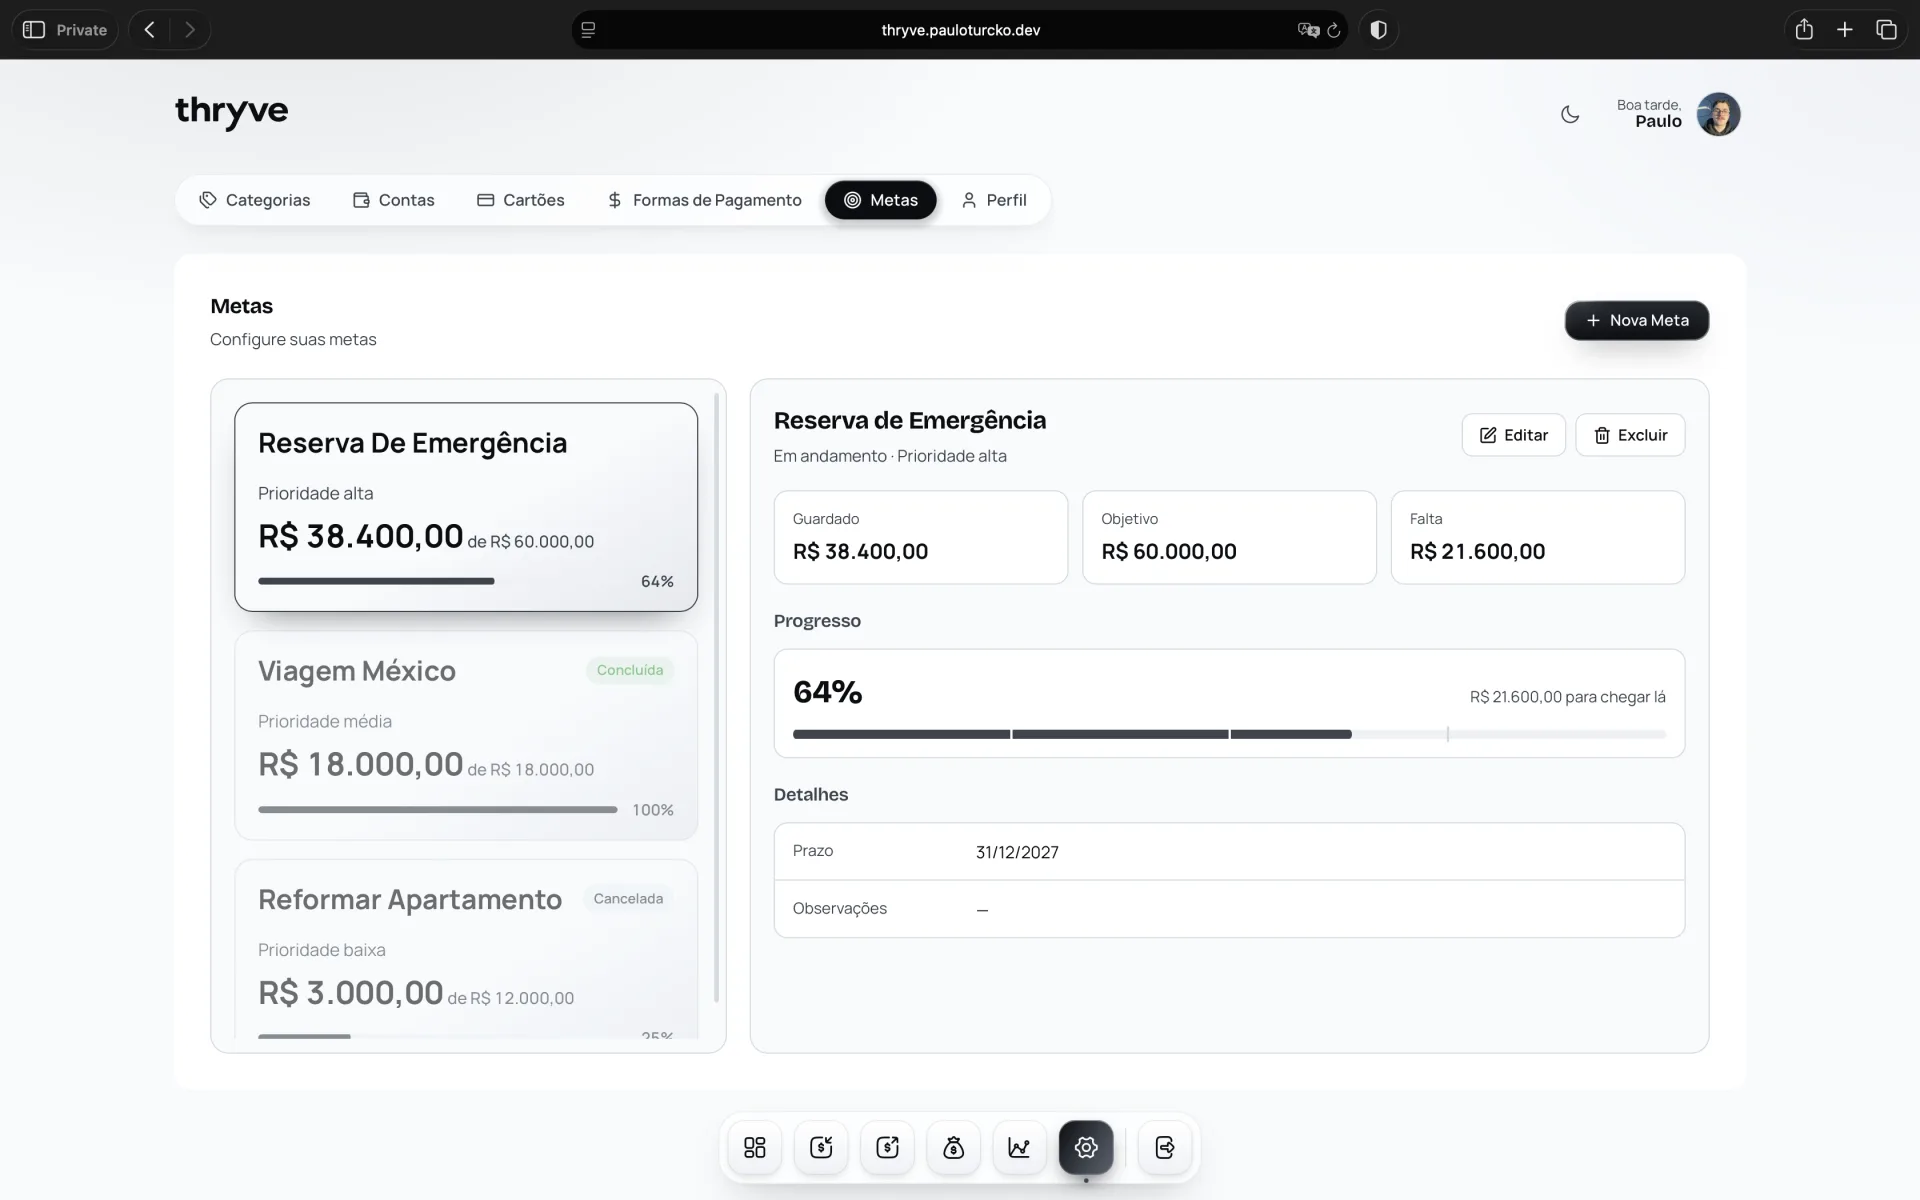 Private
thryve.pauloturcko.dev
thryve
Boa tarde,
Paulo
Categorias
Contas
Cartões
Formas de Pagamento
Metas
Perfil
Metas
Configure suas metas
+ Nova Meta
Reserva De Emergência
Prioridade alta
R$ 38.400,00 de R$ 60.000,00
64%
Viagem México
Concluída
Prioridade média
R$ 18.000,00 de R$ 18.000,00
100%
Reformar Apartamento
Cancelada
Prioridade baixa
R$ 3.000,00 de R$ 12.000,00
25%
Reserva de Emergência
Em andamento · Prioridade alta
Editar
Excluir
Guardado
R$ 38.400,00
Objetivo
R$ 60.000,00
Falta
R$ 21.600,00
Progresso
64%
R$ 21.600,00 para chegar lá
Detalhes
Prazo
31/12/2027
Observações
—